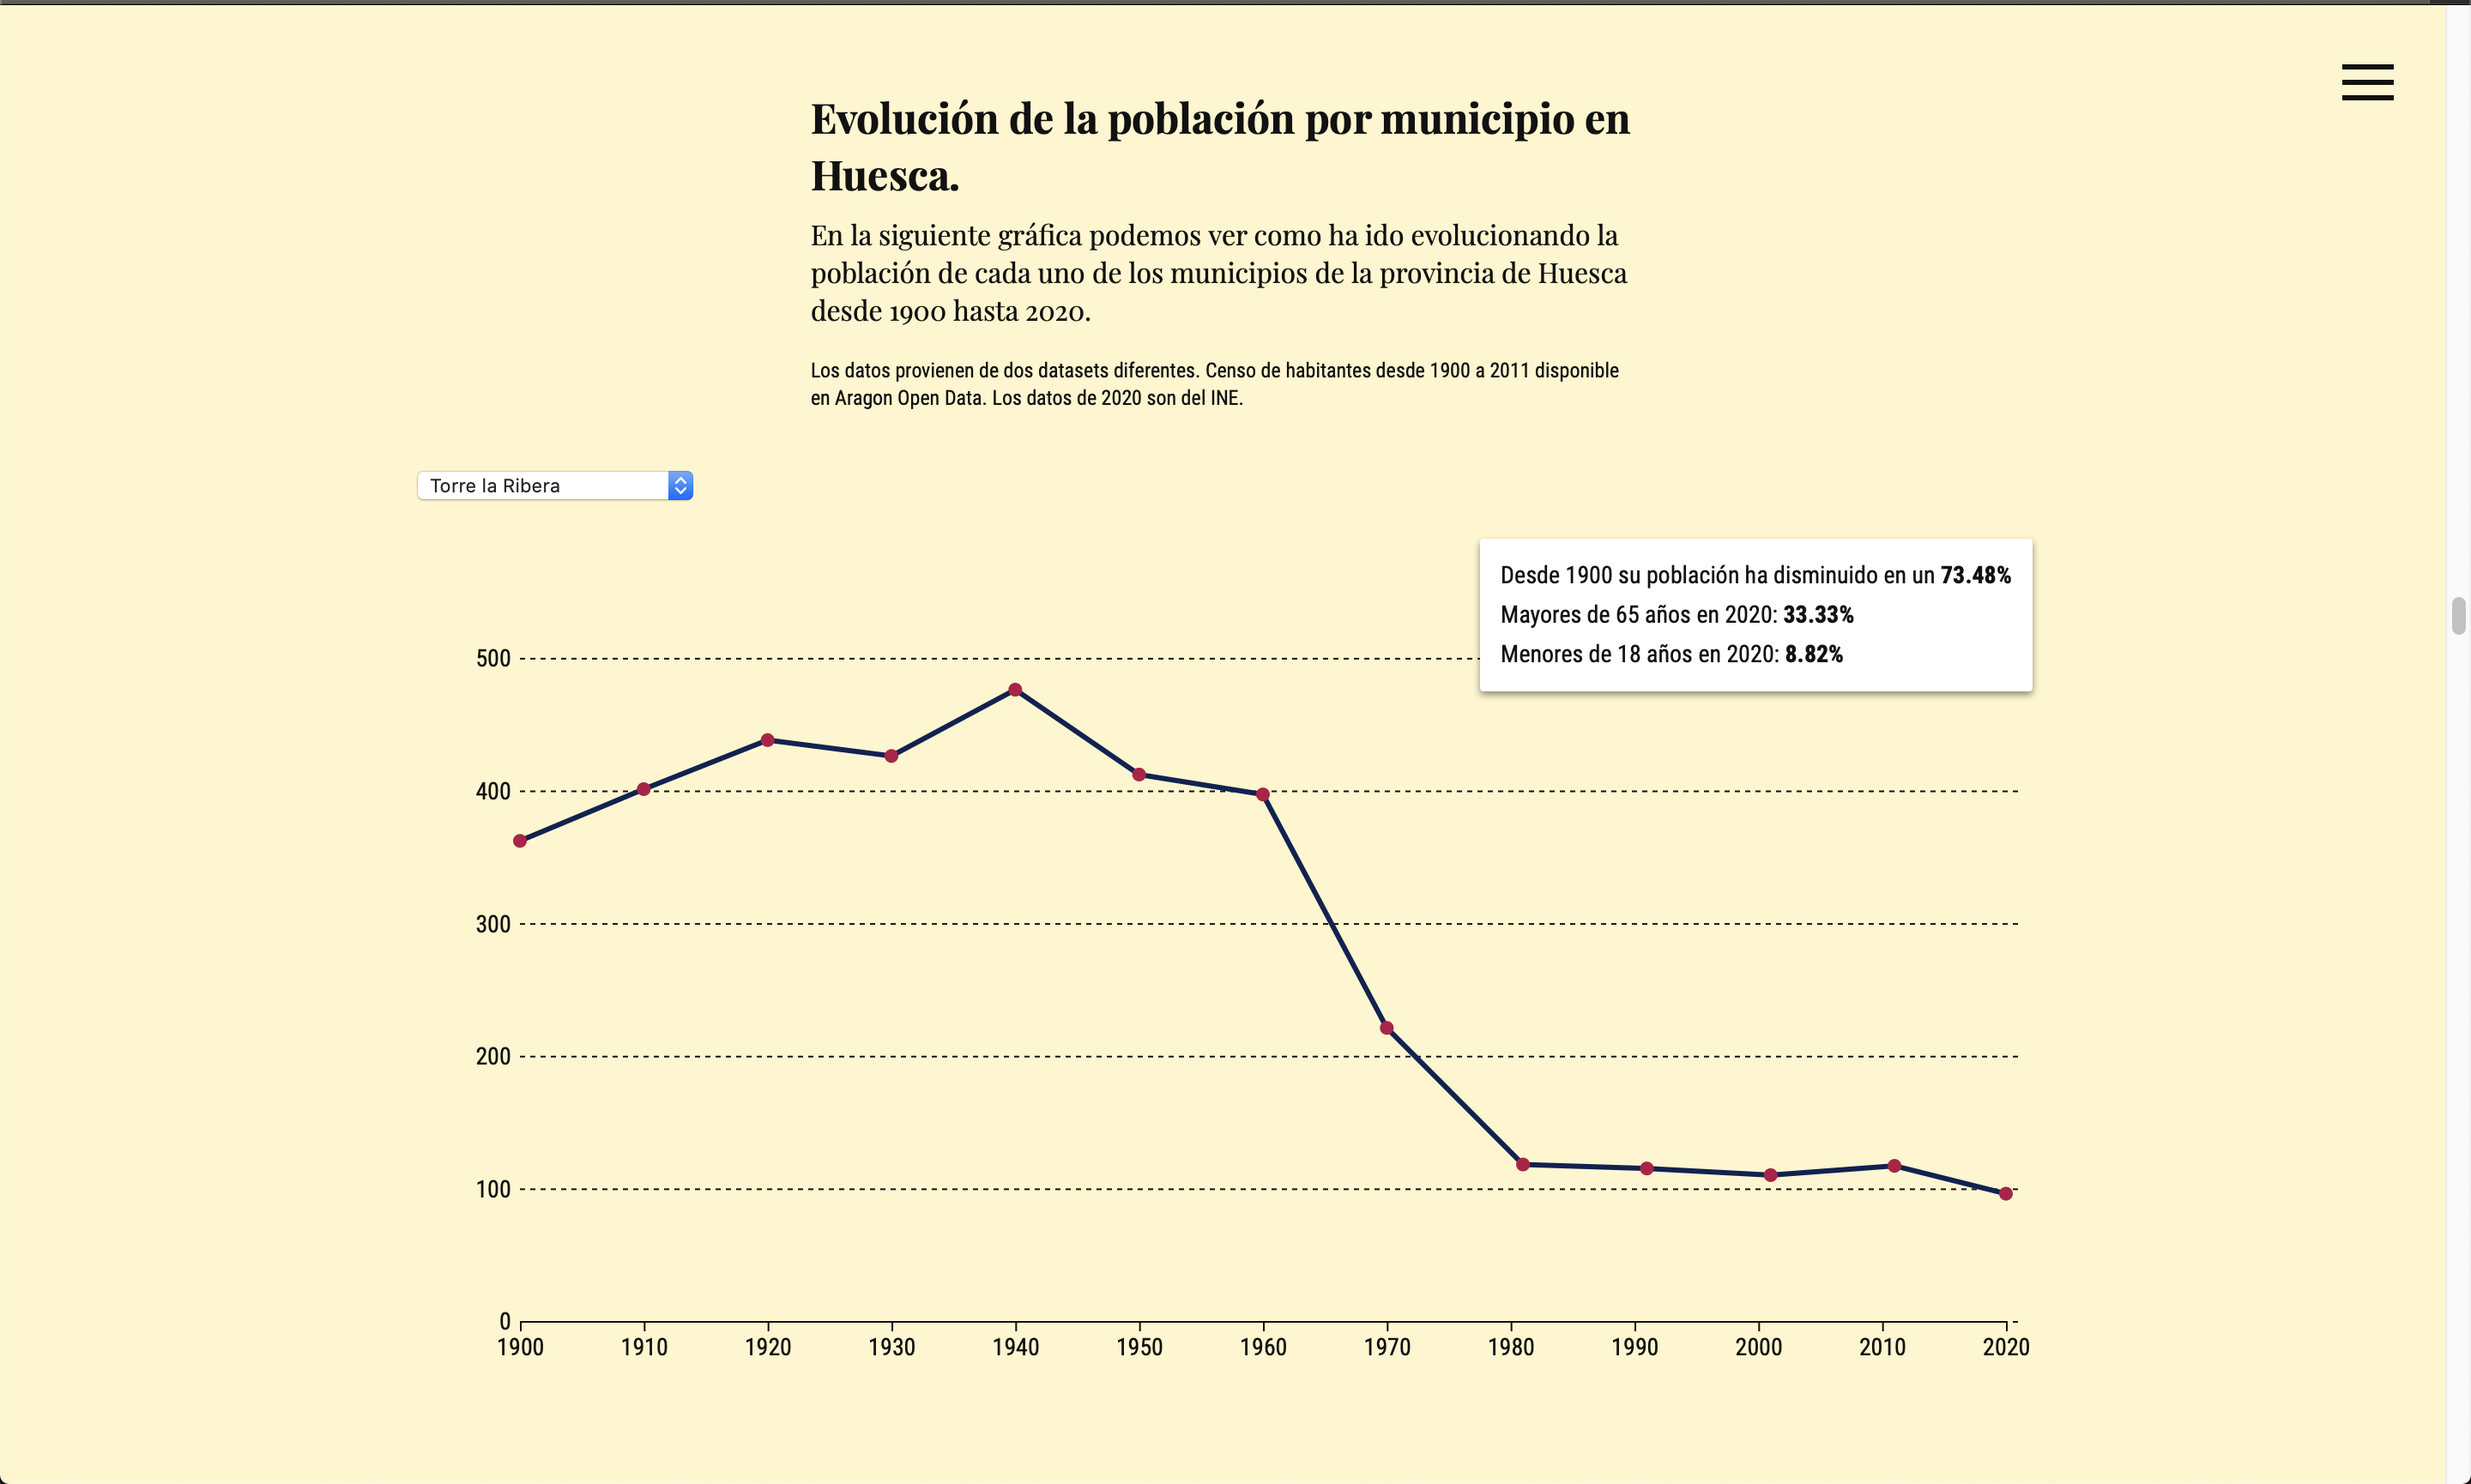 Evolución de la población por municipio en
Huesca.
En la siguiente gráfica podemos ver como ha ido evolucionando la
población de cada uno de los municipios de la provincia de Huesca
desde 1900 hasta 2020.
Los datos provienen de dos datasets diferentes. Censo de habitantes desde 1900 a 2011 disponible
en Aragon Open Data. Los datos de 2020 son del INE.
Torre la Ribera
Desde 1900 su población ha disminuido en un 73.48%
Mayores de 65 años en 2020: 33.33%
Menores de 18 años en 2020: 8.82%
500
400
300
200
100
0
1900 1910 1920 1930 1940 1950 1960 1970 1980 1990 2000 2010 2020